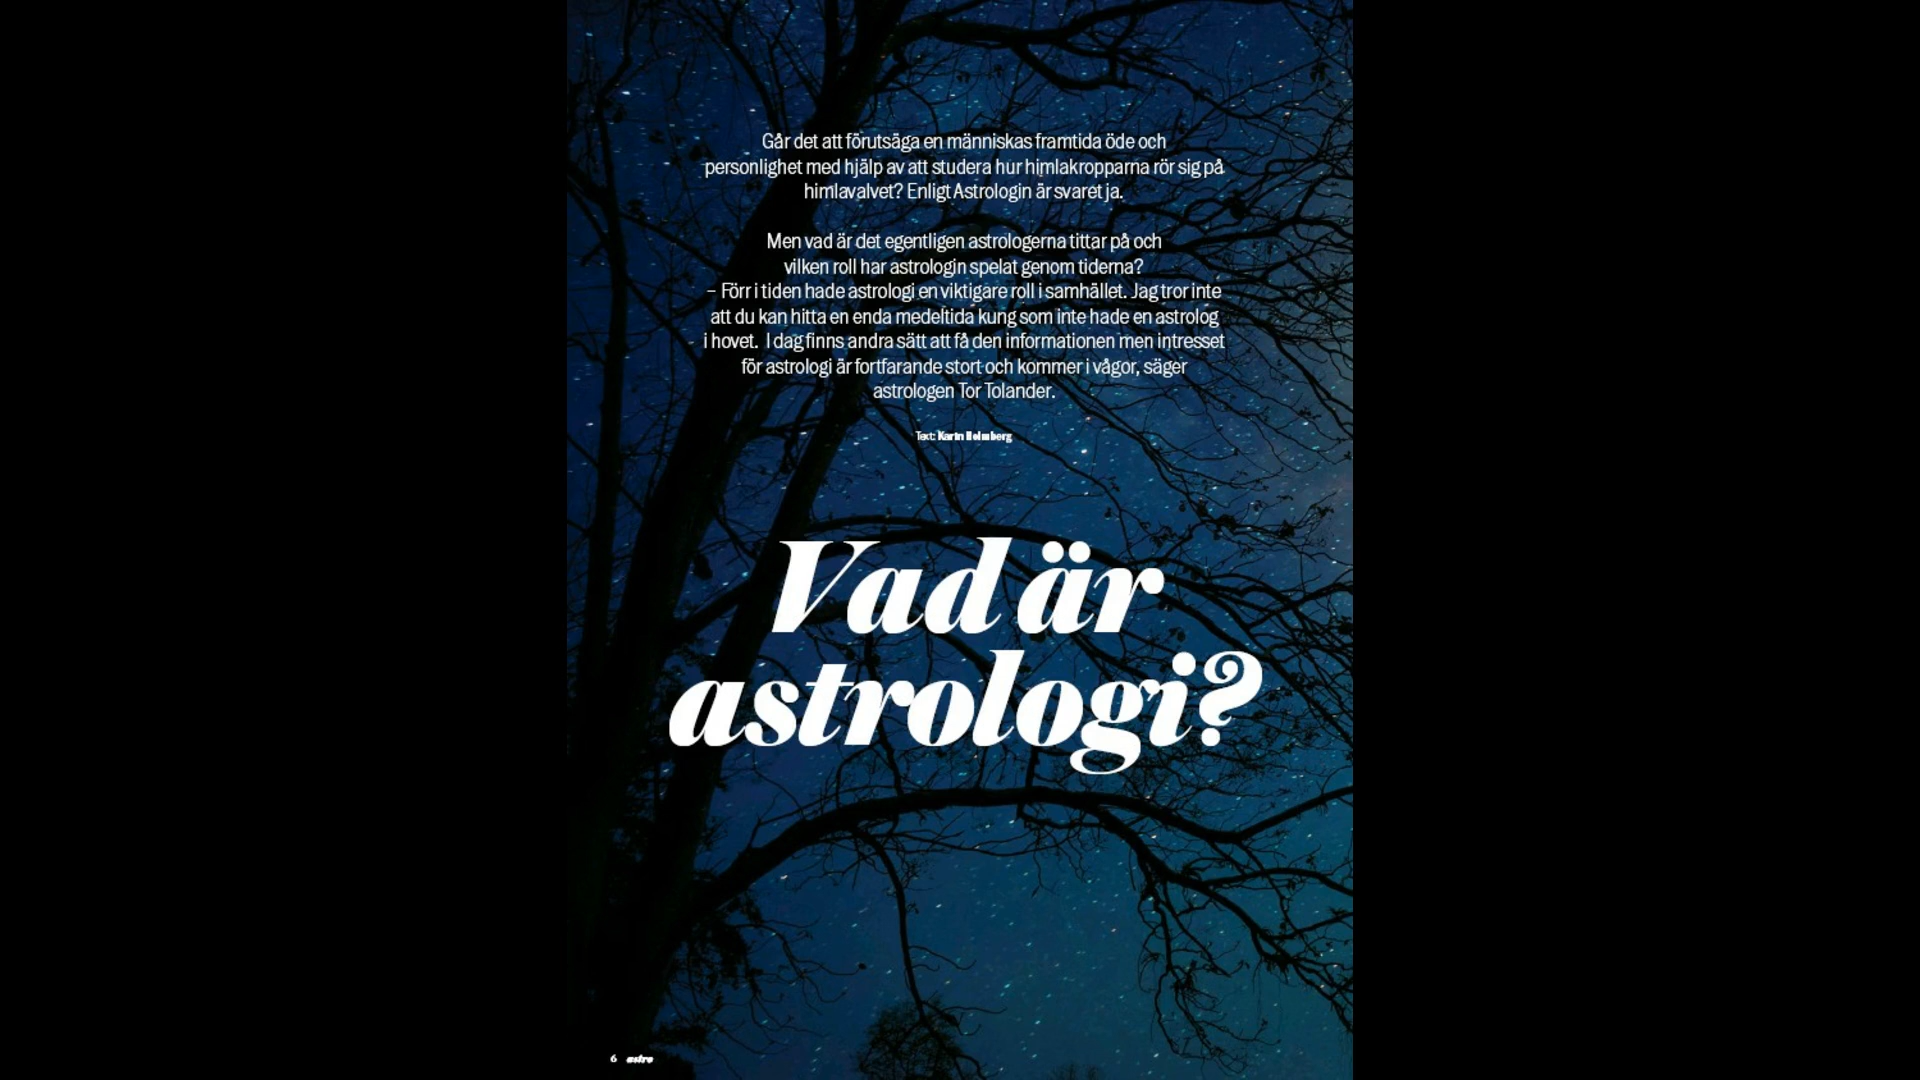 Går det att förutsäga en människas framtida öde och
personlighet med hjälp av att studera hur himlakropparna rör sig på
himlavalvet? Enligt Astrologin är svaret ja.
Men vad är det egentligen astrologerna tittar på och
vilken roll har astrologin spelat genom tiderna?
– Förr i tiden hade astrologi en viktigare roll i samhället. Jag tror inte
att du kan hitta en enda medeltida kung som inte hade en astrolog
i hovet. I dag finns andra sätt att få den informationen men intresset
för astrologi är fortfarande stort och kommer i vågor, säger
astrologen Tor Tolander.
Text: Karin Holmberg
Vad är
astrologi?
6 astro